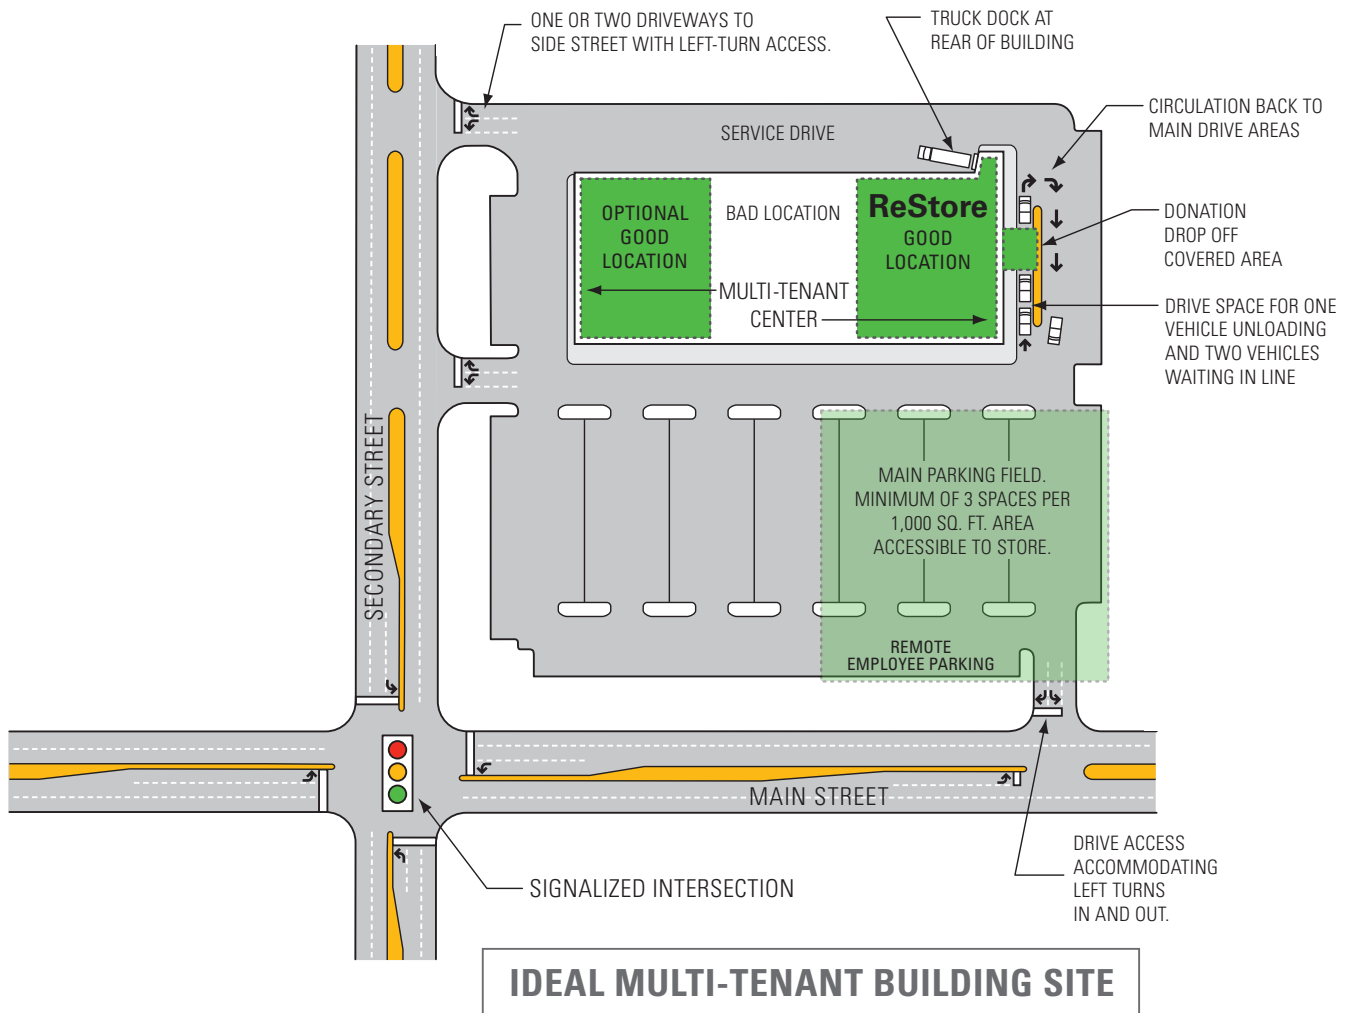 ONE OR TWO DRIVEWAYS TO
SIDE STREET WITH LEFT-TURN ACCESS.
TRUCK DOCK AT
REAR OF BUILDING
CIRCULATION BACK TO
MAIN DRIVE AREAS
SERVICE DRIVE
OPTIONAL
GOOD
LOCATION
BAD LOCATION
ReStore
GOOD
LOCATION
DONATION
DROP OFF
COVERED AREA
MULTI-TENANT
CENTER
DRIVE SPACE FOR ONE
VEHICLE UNLOADING
AND TWO VEHICLES
WAITING IN LINE
SECONDARY STREET
MAIN PARKING FIELD.
MINIMUM OF 3 SPACES PER
1,000 SQ. FT. AREA
ACCESSIBLE TO STORE.
REMOTE
EMPLOYEE PARKING
MAIN STREET
SIGNALIZED INTERSECTION
DRIVE ACCESS
ACCOMMODATING
LEFT TURNS
IN AND OUT.
IDEAL MULTI-TENANT BUILDING SITE